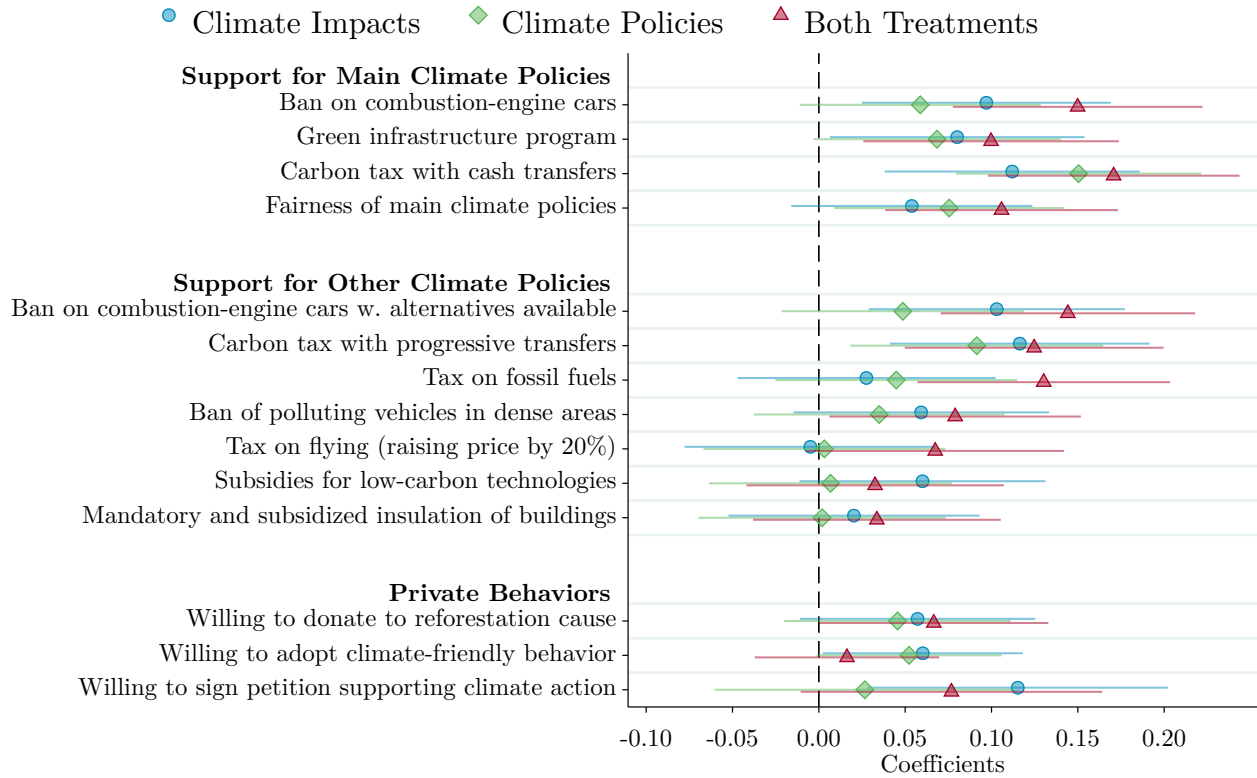 Climate Impacts Climate Policies Both Treatments
Support for Main Climate Policies
Ban on combustion-engine cars
Green infrastructure program
Carbon tax with cash transfers
Fairness of main climate policies
Support for Other Climate Policies
Ban on combustion-engine cars w. alternatives available
Carbon tax with progressive transfers
Tax on fossil fuels
Ban of polluting vehicles in dense areas
Tax on flying (raising price by 20%)
Subsidies for low-carbon technologies
Mandatory and subsidized insulation of buildings
Private Behaviors
Willing to donate to reforestation cause
Willing to adopt climate-friendly behavior
Willing to sign petition supporting climate action
-0.10 -0.05 0.00 0.05 0.10 0.15 0.20
Coefficients